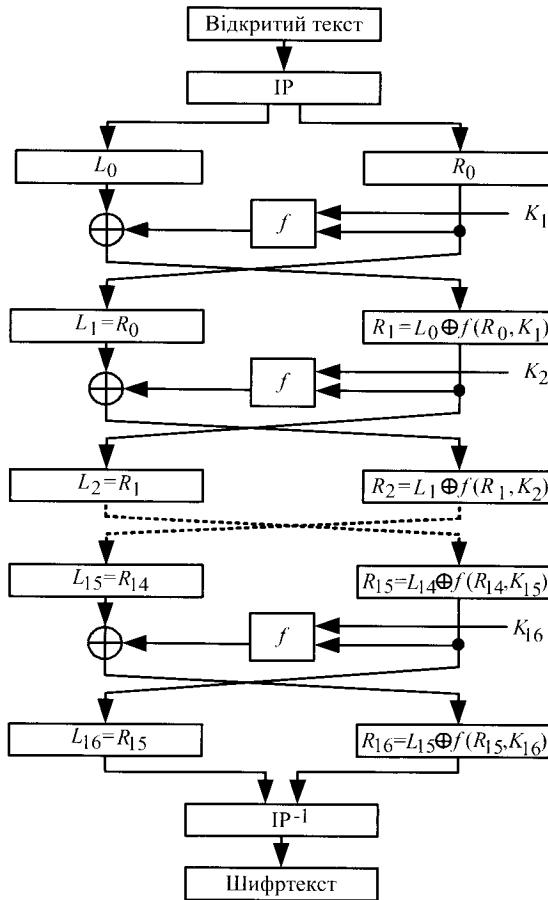 Відкритий текст
IP
L₀
R₀
f
K₁
L₁=R₀
R₁=L₀⊕f(R₀,K₁)
f
K₂
L₂=R₁
R₂=L₁⊕f(R₁,K₂)
L₁₅=R₁₄
R₁₅=L₁₄⊕f(R₁₄,K₁₅)
f
K₁₆
L₁₆=R₁₅
R₁₆=L₁₅⊕f(R₁₅,K₁₆)
IP⁻¹
Шифртекст